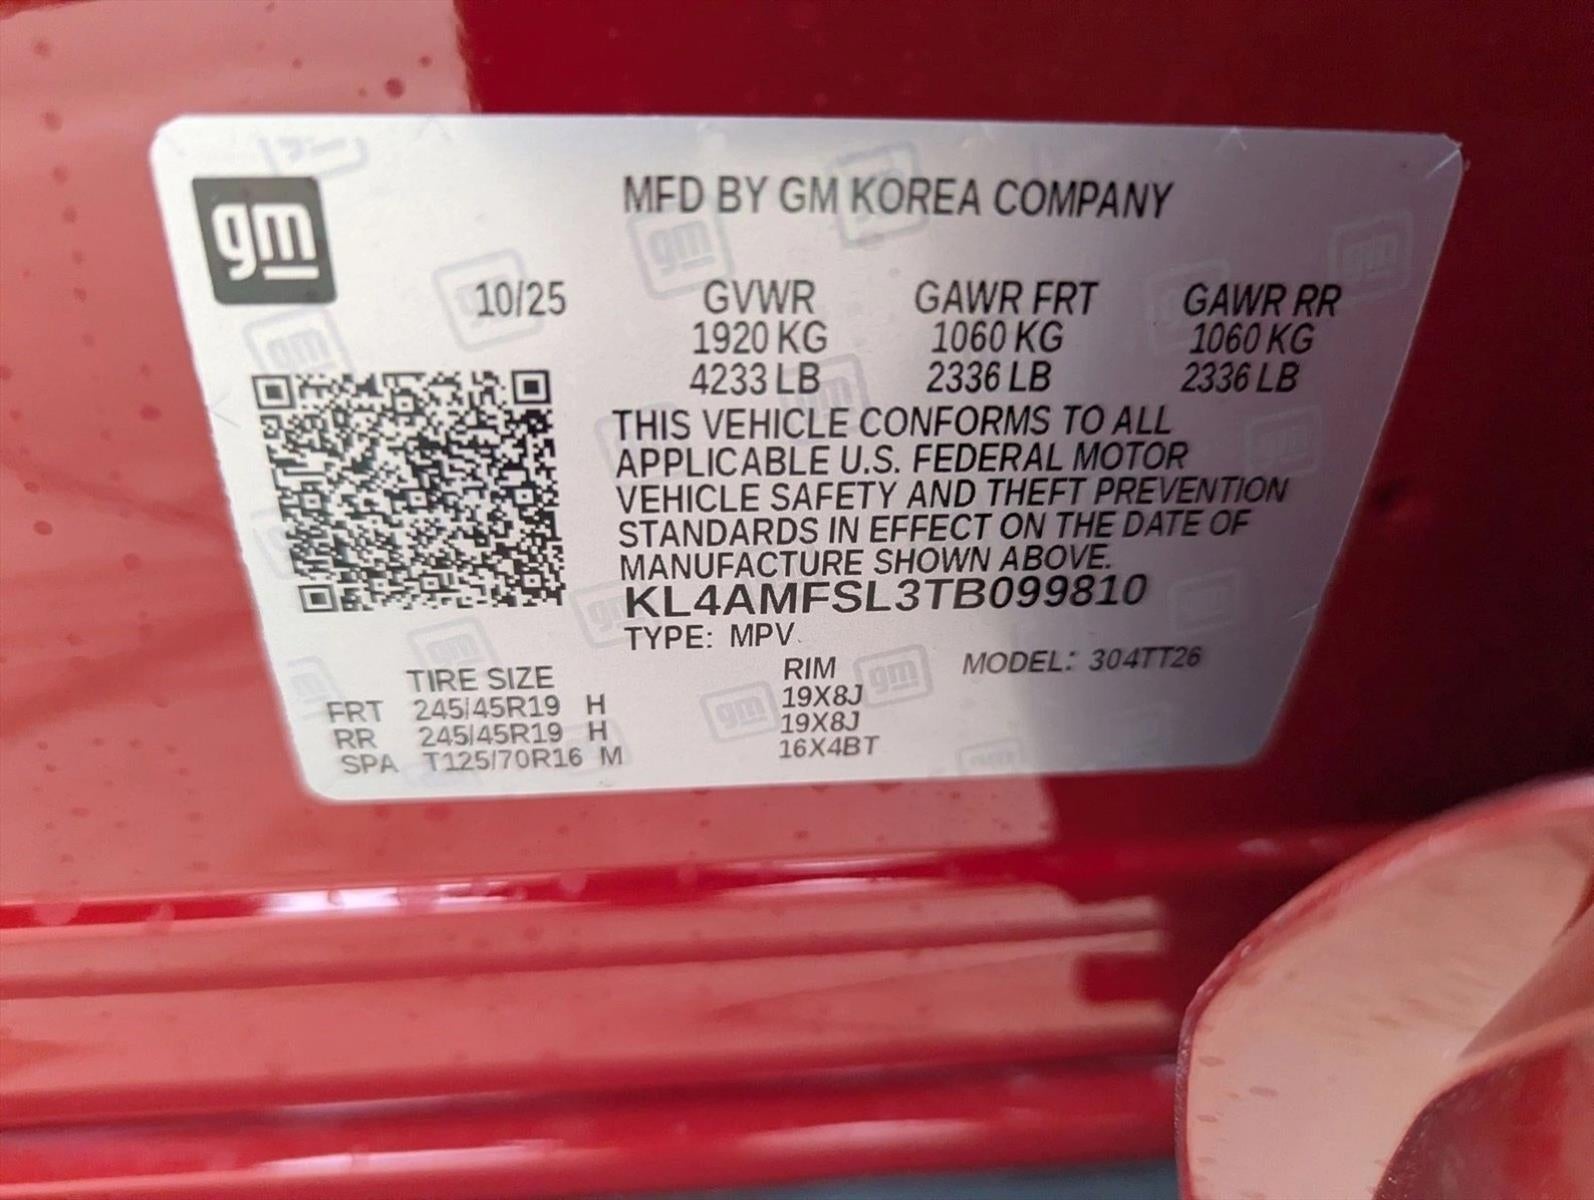 gm
MFD BY GM KOREA COMPANY
10/25 GVWR GAWR FRT GAWR RR
1920 KG 1060 KG 1060 KG
4233 LB 2336 LB 2336 LB
THIS VEHICLE CONFORMS TO ALL
APPLICABLE U.S. FEDERAL MOTOR
VEHICLE SAFETY AND THEFT PREVENTION
STANDARDS IN EFFECT ON THE DATE OF
MANUFACTURE SHOWN ABOVE.
KL4AMFSL3TB099810
TYPE: MPV
TIRE SIZE RIM MODEL: 304TT26
FRT 245/45R19 H 19X8J
RR 245/45R19 H 19X8J
SPA T125/70R16 M 16X4BT